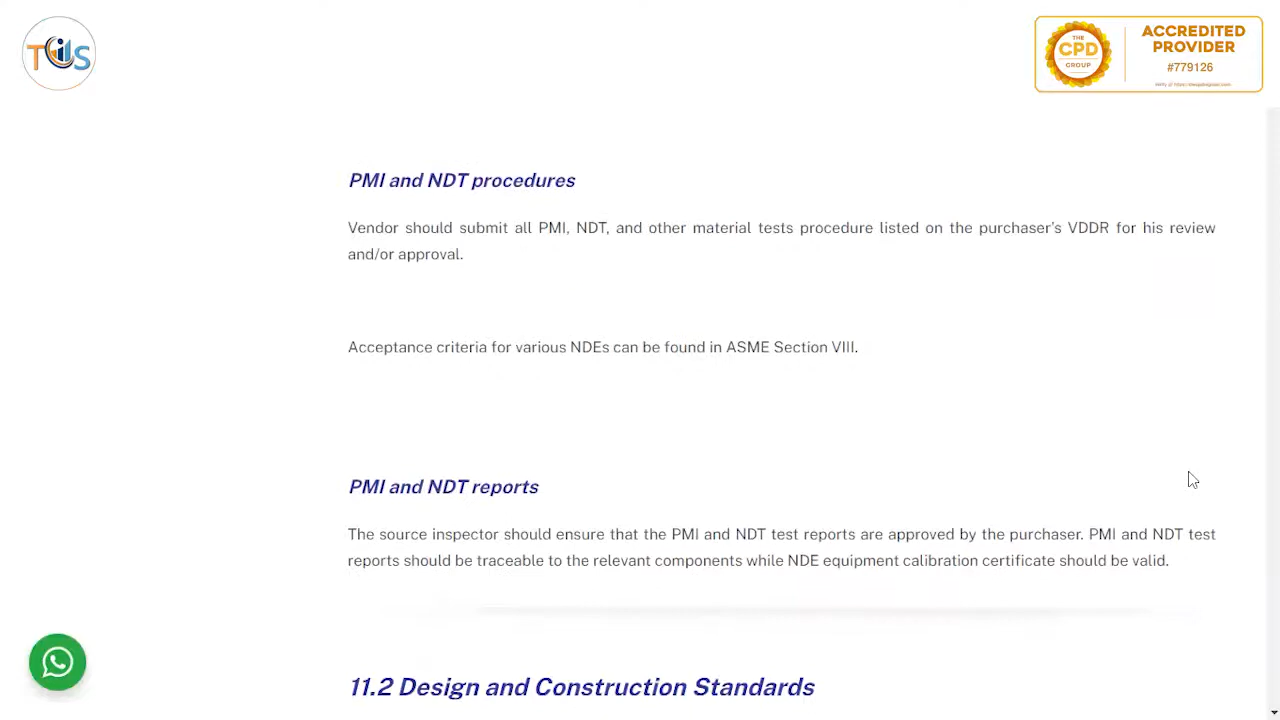 TCIS
THE
CPD
GROUP
ACCREDITED
PROVIDER
#779126
PMI and NDT procedures
Vendor should submit all PMI, NDT, and other material tests procedure listed on the purchaser's VDDR for his review
and/or approval.
Acceptance criteria for various NDEs can be found in ASME Section VIII.
PMI and NDT reports
The source inspector should ensure that the PMI and NDT test reports are approved by the purchaser. PMI and NDT test
reports should be traceable to the relevant components while NDE equipment calibration certificate should be valid.
11.2 Design and Construction Standards